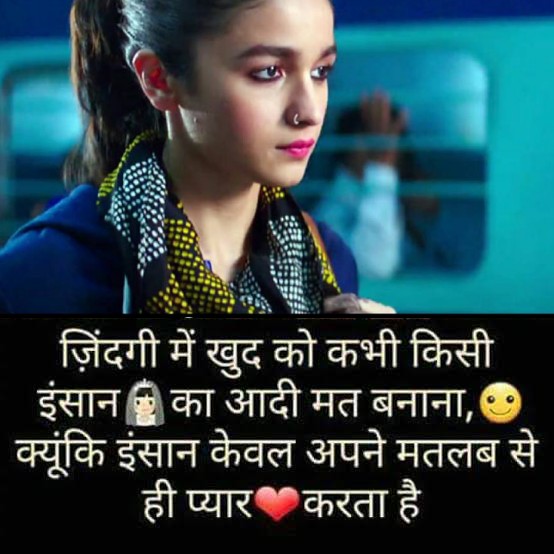 ज़िंदगी में खुद को कभी किसी
इंसान👰का आदी मत बनाना,🙂
क्यूंकि इंसान केवल अपने मतलब से
ही प्यार❤करता है